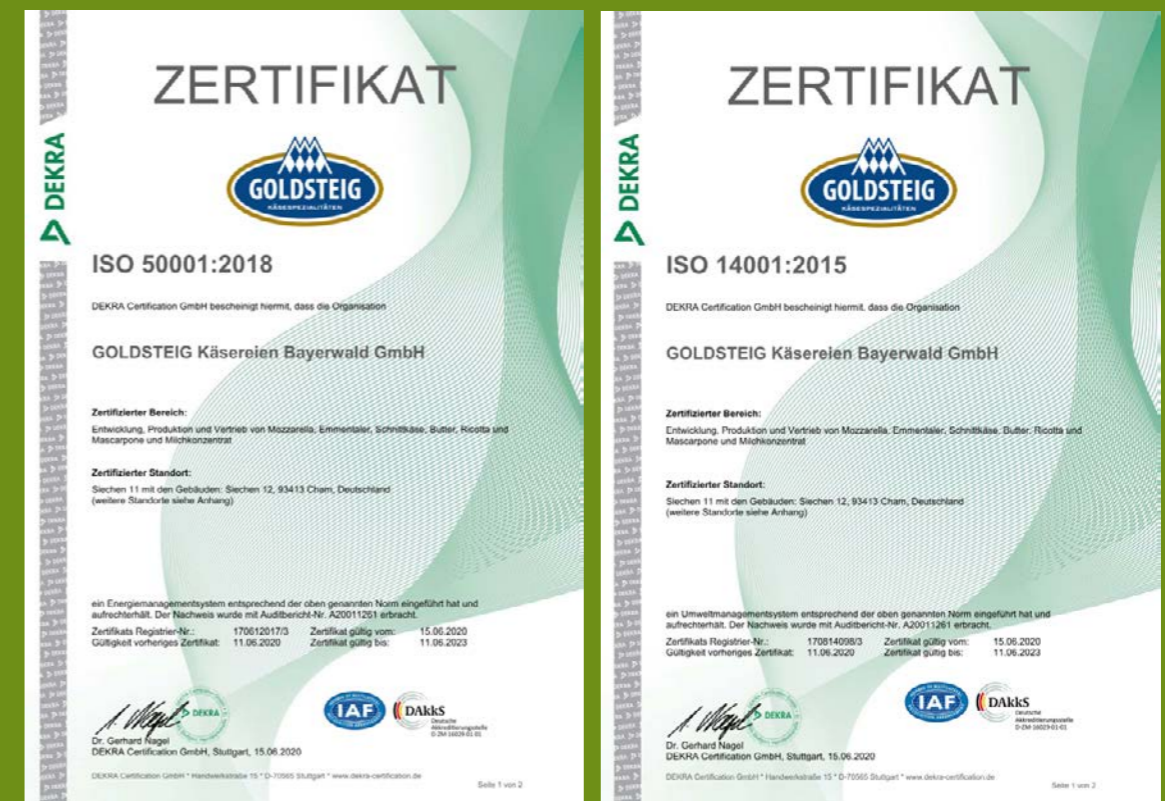 ZERTIFIKAT
DEKRA
GOLDSTEIG
KÄSESPEZIALITÄTEN
ISO 50001:2018
DEKRA Certification GmbH bescheinigt hiermit, dass die Organisation
GOLDSTEIG Käsereien Bayerwald GmbH
Zertifizierter Bereich:
Entwicklung, Produktion und Vertrieb von Mozzarella, Emmentaler, Schnittkäse, Butter, Ricotta und
Mascarpone und Milchkonzentrat
Zertifizierter Standort:
Siechen 11 mit den Gebäuden: Siechen 12, 93413 Cham, Deutschland
(weitere Standorte siehe Anhang)
ein Energiemanagementsystem entsprechend der oben genannten Norm eingeführt hat und
aufrechterhält. Der Nachweis wurde mit Auditbericht-Nr. A20011261 erbracht.
Zertifikats Registrier-Nr.: 170612017/3 Zertifikat gültig vom: 15.06.2020
Gültigkeit vorheriges Zertifikat: 11.06.2020 Zertifikat gültig bis: 11.06.2023
DEKRA
IAF
DAkkS
Deutsche
Akkreditierungsstelle
D-ZM-16029-01-01
Dr. Gerhard Nagel
DEKRA Certification GmbH, Stuttgart, 15.06.2020
DEKRA Certification GmbH * Handwerkstraße 15 * D-70565 Stuttgart * www.dekra-certification.de
Seite 1 von 2
ZERTIFIKAT
DEKRA
GOLDSTEIG
KÄSESPEZIALITÄTEN
ISO 14001:2015
DEKRA Certification GmbH bescheinigt hiermit, dass die Organisation
GOLDSTEIG Käsereien Bayerwald GmbH
Zertifizierter Bereich:
Entwicklung, Produktion und Vertrieb von Mozzarella, Emmentaler, Schnittkäse, Butter, Ricotta und
Mascarpone und Milchkonzentrat
Zertifizierter Standort:
Siechen 11 mit den Gebäuden: Siechen 12, 93413 Cham, Deutschland
(weitere Standorte siehe Anhang)
ein Umweltmanagementsystem entsprechend der oben genannten Norm eingeführt hat und
aufrechterhält. Der Nachweis wurde mit Auditbericht-Nr. A20011261 erbracht.
Zertifikats Registrier-Nr.: 170814098/3 Zertifikat gültig vom: 15.06.2020
Gültigkeit vorheriges Zertifikat: 11.06.2020 Zertifikat gültig bis: 11.06.2023
DEKRA
IAF
DAkkS
Deutsche
Akkreditierungsstelle
D-ZM-16029-01-01
Dr. Gerhard Nagel
DEKRA Certification GmbH, Stuttgart, 15.06.2020
DEKRA Certification GmbH * Handwerkstraße 15 * D-70565 Stuttgart * www.dekra-certification.de
Seite 1 von 2